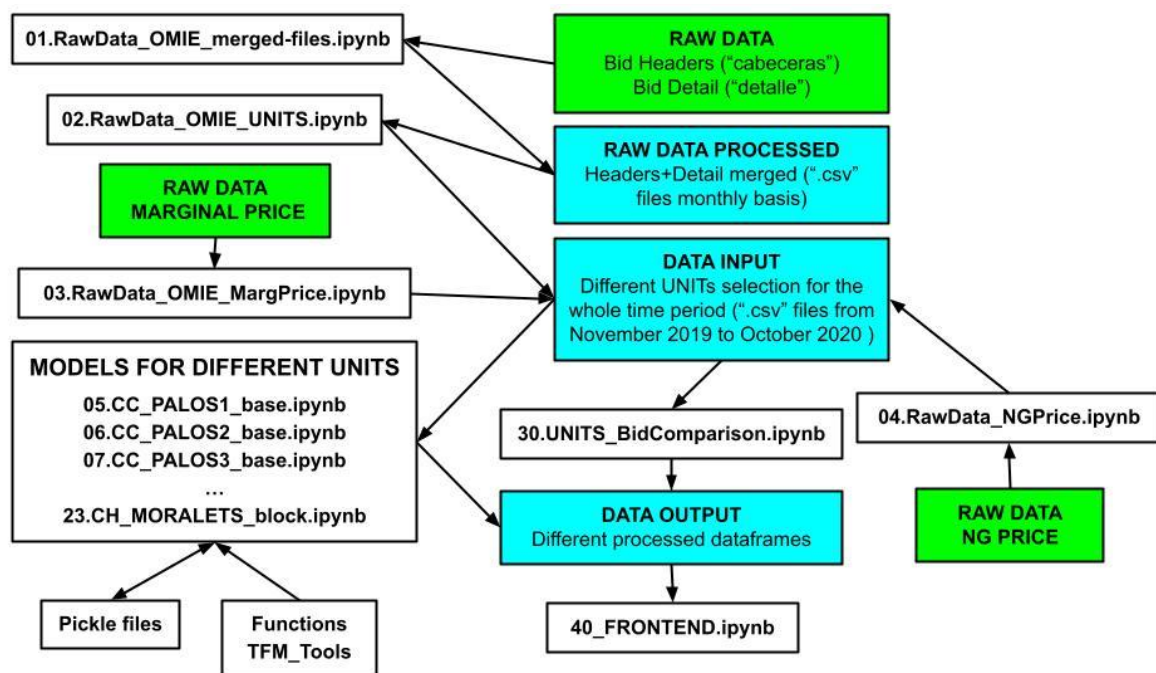 01.RawData_OMIE_merged-files.ipynb
RAW DATA
Bid Headers (“cabeceras”)
Bid Detail (“detalle”)
02.RawData_OMIE_UNITS.ipynb
RAW DATA PROCESSED
Headers+Detail merged (“.csv”
files monthly basis)
RAW DATA
MARGINAL PRICE
03.RawData_OMIE_MargPrice.ipynb
DATA INPUT
Different UNITs selection for the
whole time period (“.csv” files from
November 2019 to October 2020 )
MODELS FOR DIFFERENT UNITS
05.CC_PALOS1_base.ipynb
06.CC_PALOS2_base.ipynb
07.CC_PALOS3_base.ipynb
...
23.CH_MORALETS_block.ipynb
30.UNITS_BidComparison.ipynb
04.RawData_NGPrice.ipynb
DATA OUTPUT
Different processed dataframes
RAW DATA
NG PRICE
Pickle files
Functions
TFM_Tools
40_FRONTEND.ipynb